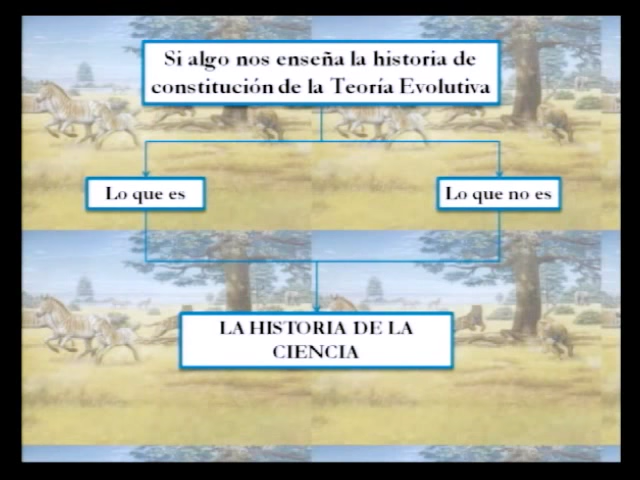 Si algo nos enseña la historia de
constitución de la Teoría Evolutiva
Lo que es
Lo que no es
LA HISTORIA DE LA
CIENCIA